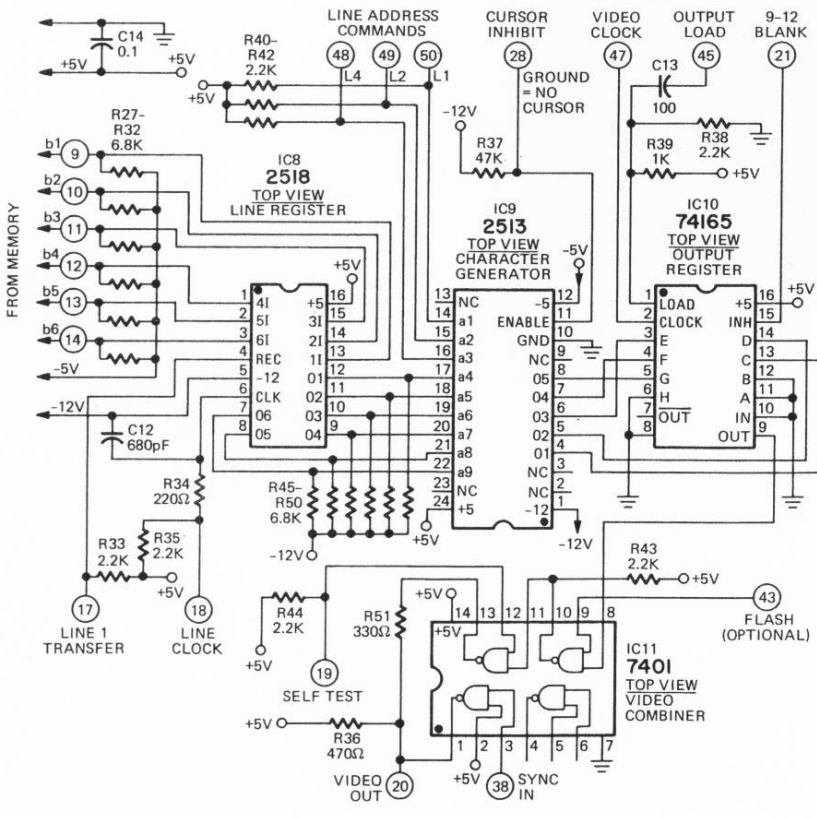 LINE ADDRESS
COMMANDS
CURSOR
INHIBIT
VIDEO
CLOCK
OUTPUT
LOAD
9-12
BLANK
48
49
50
28
47
45
21
C14
0.1
+5V
R40-
R42
2.2K
+5V
L4
L2
L1
GROUND
= NO
CURSOR
C13
100
-12V
R37
47K
R38
2.2K
R39
1K
+5V
R27-
R32
6.8K
FROM MEMORY
b1
9
b2
10
b3
11
b4
12
b5
13
b6
14
-5V
-12V
IC8
2518
TOP VIEW
LINE REGISTER
+5V
1 4I +5 16
2 5I 3I 15
3 6I 2I 14
4 REC 1I 13
5 -12 01 12
6 CLK 02 11
7 06 03 10
8 05 04 9
IC9
2513
TOP VIEW
CHARACTER
GENERATOR
-5V
13 NC -5 12
14 a1 ENABLE 11
15 a2 GND 10
16 a3 NC 9
17 a4 05 8
18 a5 04 7
19 a6 03 6
20 a7 02 5
21 a8 01 4
22 a9 NC 3
23 NC NC 2
24 +5 -12 1
+5V
-12V
IC10
74165
TOP VIEW
OUTPUT
REGISTER
1 LOAD +5 16
+5V
2 CLOCK INH 15
3 E D 14
4 F C 13
5 G B 12
6 H A 11
7 OUT IN 10
8 OUT 9
C12
680pF
R34
220Ω
R35
2.2K
R33
2.2K
+5V
17
LINE 1
TRANSFER
18
LINE
CLOCK
R45-
R50
6.8K
-12V
R44
2.2K
+5V
19
SELF TEST
R51
330Ω
+5V
R36
470Ω
+5V
VIDEO
OUT
20
R43
2.2K
+5V
43
FLASH
(OPTIONAL)
14 13 12 11 10 9 8
+5V
IC11
7401
TOP VIEW
VIDEO
COMBINER
1 2 3 4 5 6 7
+5V
38
SYNC
IN